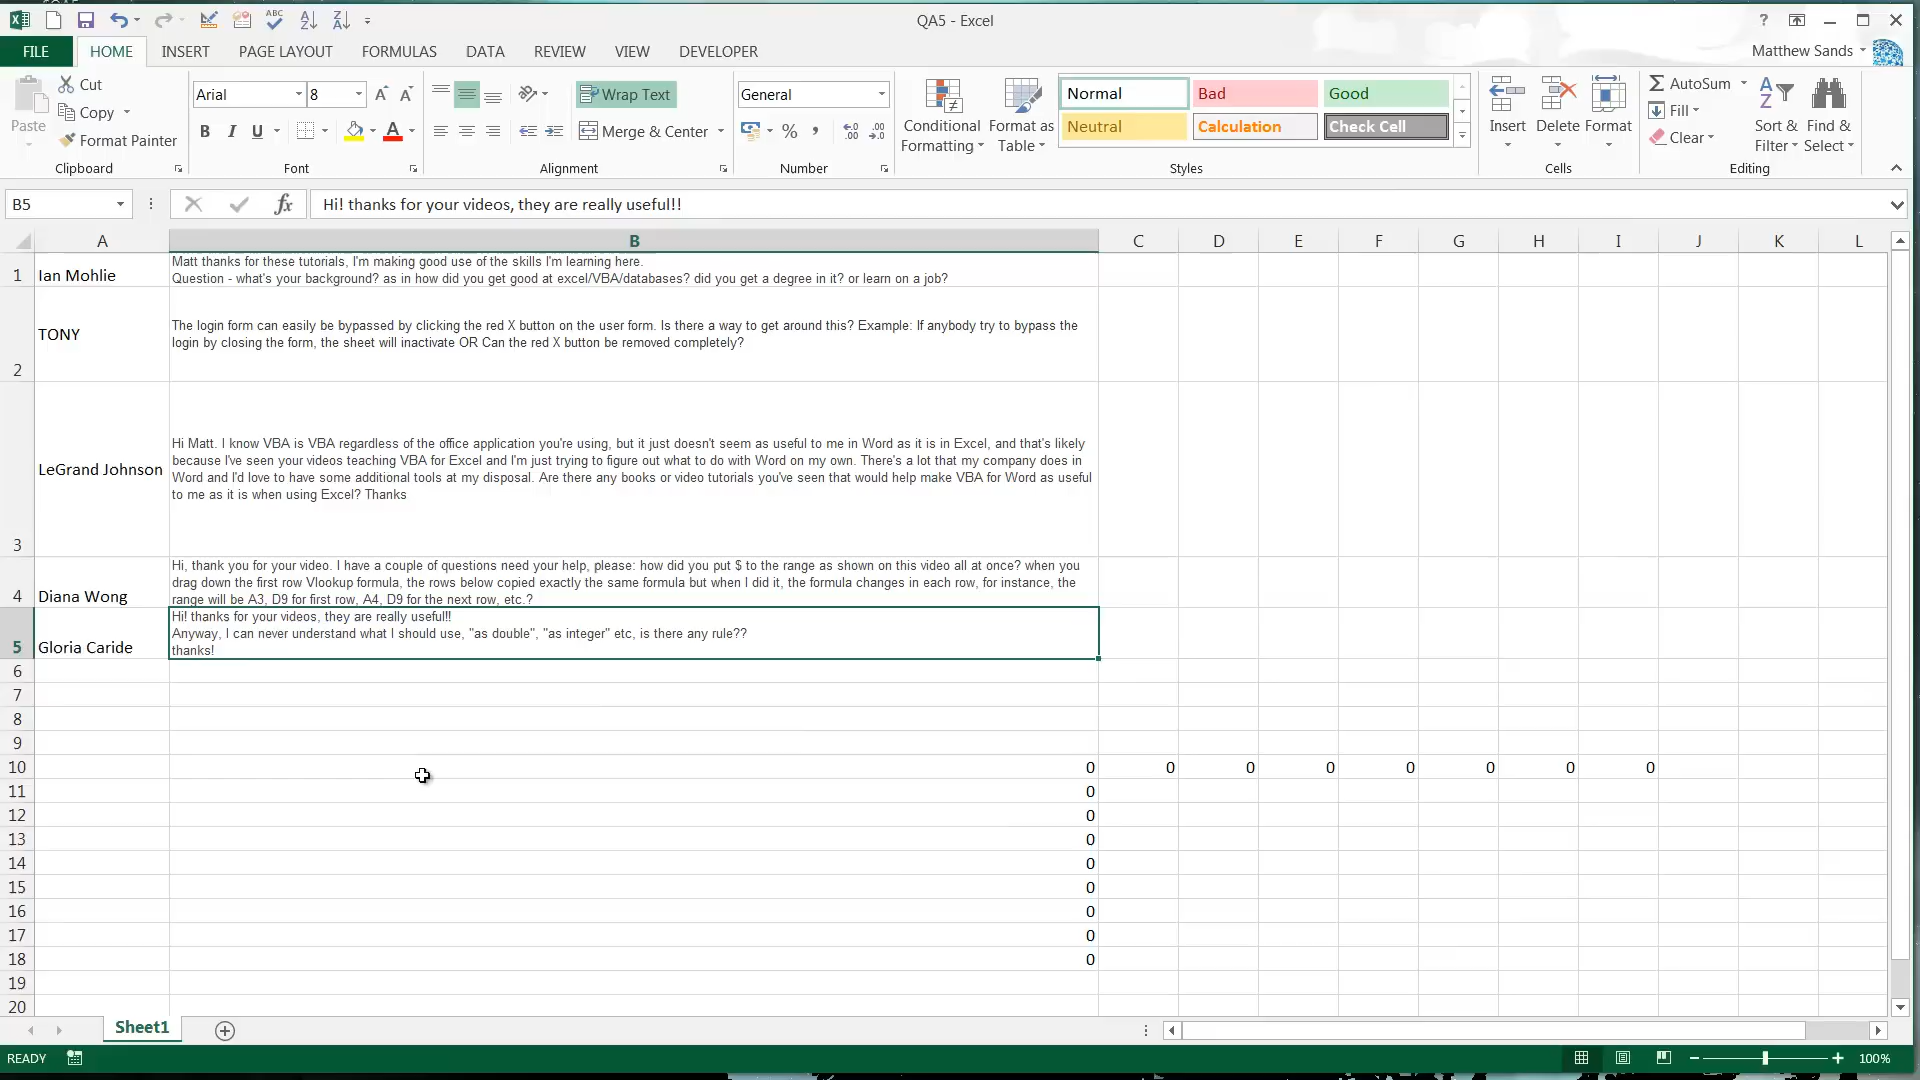 QA5 - Excel
FILE HOME INSERT PAGE LAYOUT FORMULAS DATA REVIEW VIEW DEVELOPER
Matthew Sands
Paste
Cut
Copy
Format Painter
Clipboard
Arial 8
B I U
Font
Wrap Text
Merge & Center
Alignment
General
Number
Conditional Formatting
Format as Table
Normal Bad Good
Neutral Calculation Check Cell
Styles
Insert Delete Format
Cells
AutoSum
Fill
Clear
Sort & Filter
Find & Select
Editing
B5
fx
Hi! thanks for your videos, they are really useful!!
A B C D E F G H I J K L
1 Ian Mohlie
Matt thanks for these tutorials, I'm making good use of the skills I'm learning here.
Question - what's your background? as in how did you get good at excel/VBA/databases? did you get a degree in it? or learn on a job?
2 TONY
The login form can easily be bypassed by clicking the red X button on the user form. Is there a way to get around this? Example: If anybody try to bypass the
login by closing the form, the sheet will inactivate OR Can the red X button be removed completely?
3 LeGrand Johnson
Hi Matt. I know VBA is VBA regardless of the office application you're using, but it just doesn't seem as useful to me in Word as it is in Excel, and that's likely
because I've seen your videos teaching VBA for Excel and I'm just trying to figure out what to do with Word on my own. There's a lot that my company does in
Word and I'd love to have some additional tools at my disposal. Are there any books or video tutorials you've seen that would help make VBA for Word as useful
to me as it is when using Excel? Thanks
4 Diana Wong
Hi, thank you for your video. I have a couple of questions need your help, please: how did you put $ to the range as shown on this video all at once? when you
drag down the first row Vlookup formula, the rows below copied exactly the same formula but when I did it, the formula changes in each row, for instance, the
range will be A3, D9 for first row, A4, D9 for the next row, etc.?
5 Gloria Caride
Hi! thanks for your videos, they are really useful!!
Anyway, I can never understand what I should use, "as double", "as integer" etc, is there any rule??
thanks!
6
7
8
9
10 0 0 0 0 0 0 0 0
11 0
12 0
13 0
14 0
15 0
16 0
17 0
18 0
19
20
Sheet1
READY
100%